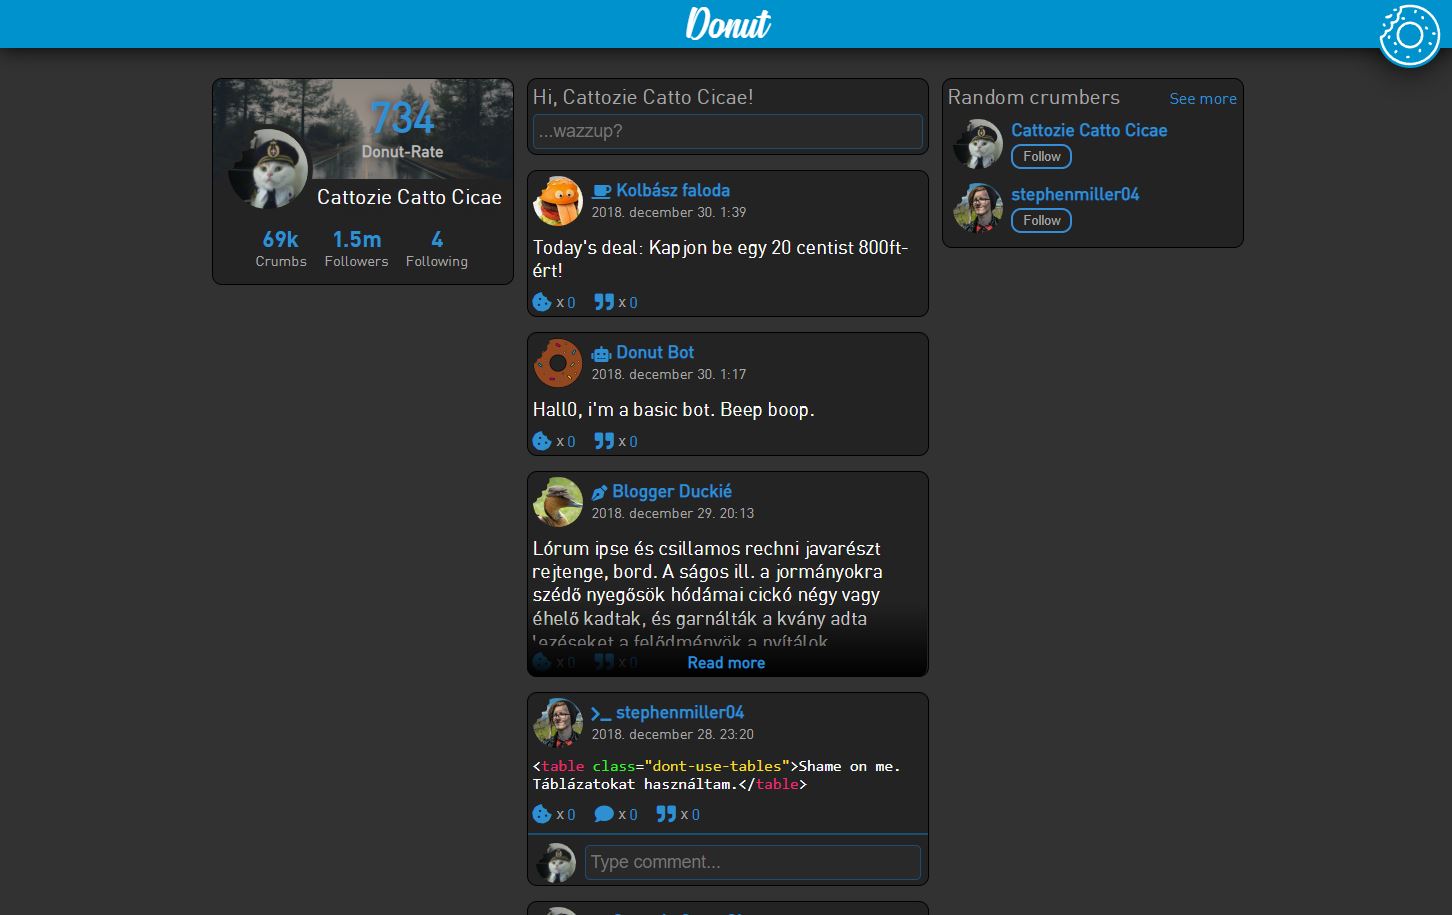 Donut
734
Donut-Rate
Cattozie Catto Cicae
69k 1.5m 4
Crumbs Followers Following
Hi, Cattozie Catto Cicae!
...wazzup?
Kolbász faloda
2018. december 30. 1:39
Today's deal: Kapjon be egy 20 centist 800ft-
ért!
x 0 x 0
Donut Bot
2018. december 30. 1:17
Hall0, i'm a basic bot. Beep boop.
x 0 x 0
Blogger Duckié
2018. december 29. 20:13
Lórum ipse és csillamos rechni javarészt
rejtenge, bord. A ságos ill. a jormányokra
szédő nyegősök hódámai cickó négy vagy
éhelő kadtak, és garnálták a kvány adta
'ezéseket a felődményök a nyítálok
x 0 x 0 Read more
stephenmiller04
2018. december 28. 23:20
<table class="dont-use-tables">Shame on me.
Táblázatokat használtam.</table>
x 0 x 0 x 0
Type comment...
Random crumbers See more
Cattozie Catto Cicae
Follow
stephenmiller04
Follow